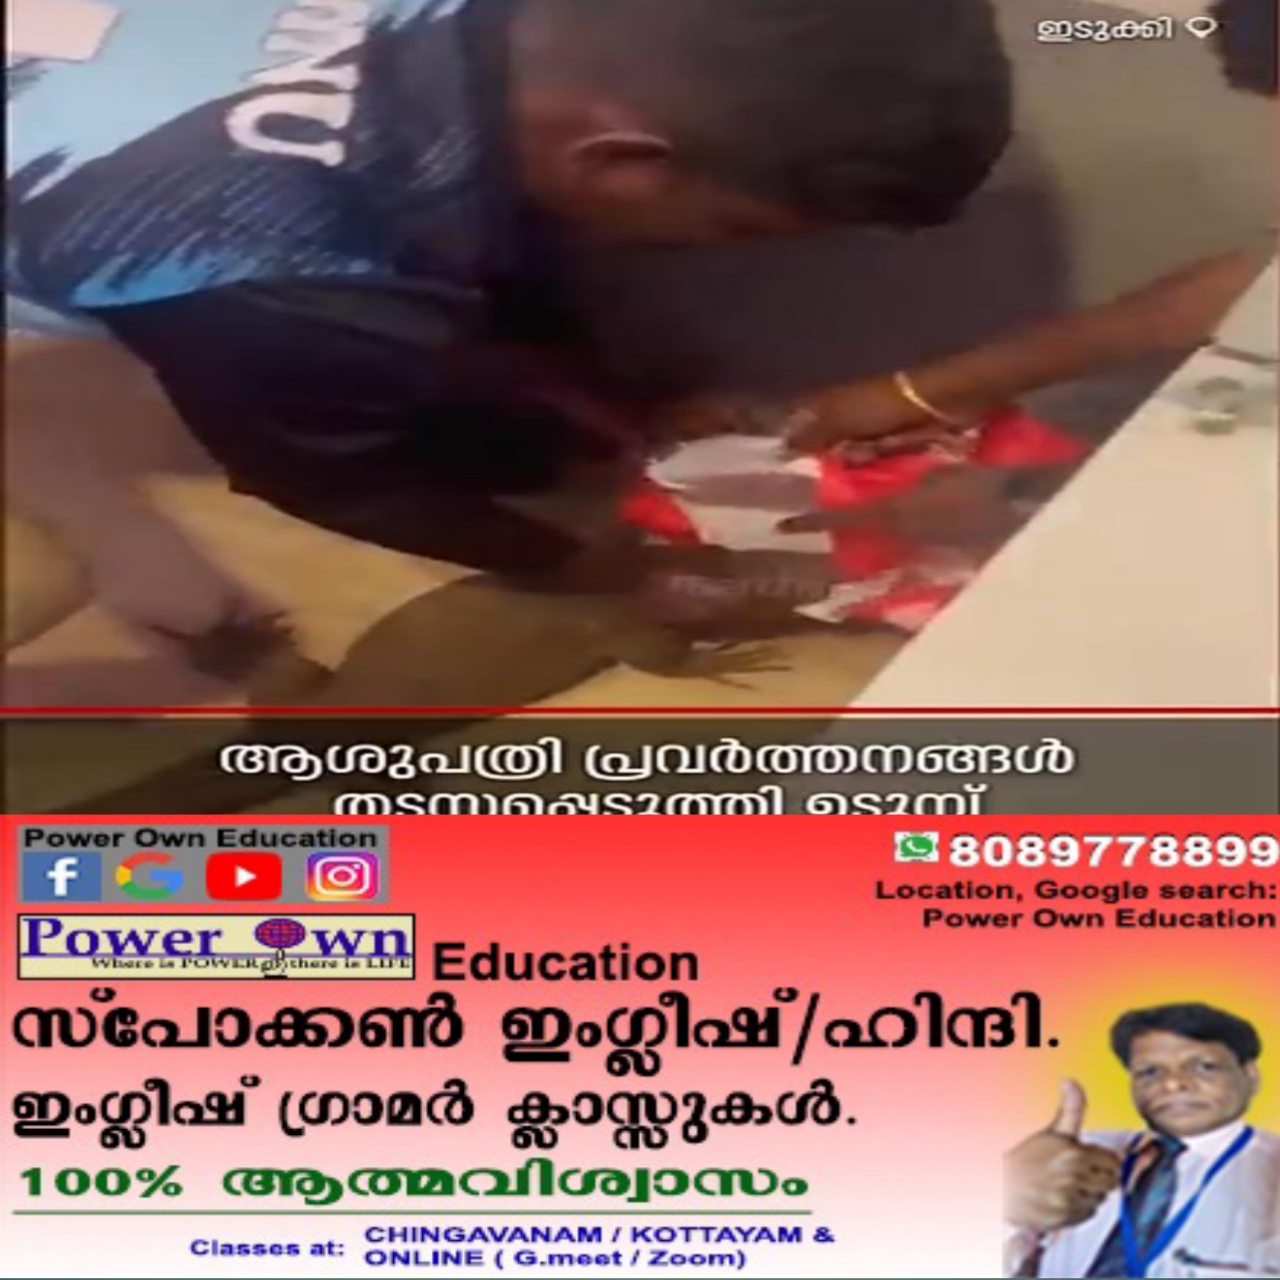 ഇടുക്കി
ആശുപത്രി പ്രവർത്തനങ്ങൾ
തടസപ്പെടുത്തി ഉടുമ്പ്
Power Own Education
8089778899
Location, Google search:
Power Own Education
Power Own
Where is POWER there is LIFE
Education
സ്പോക്കൺ ഇംഗ്ലീഷ്/ഹിന്ദി.
ഇംഗ്ലീഷ് ഗ്രാമർ ക്ലാസ്സുകൾ.
100% ആത്മവിശ്വാസം
Classes at: CHINGAVANAM / KOTTAYAM &
ONLINE ( G.meet / Zoom)